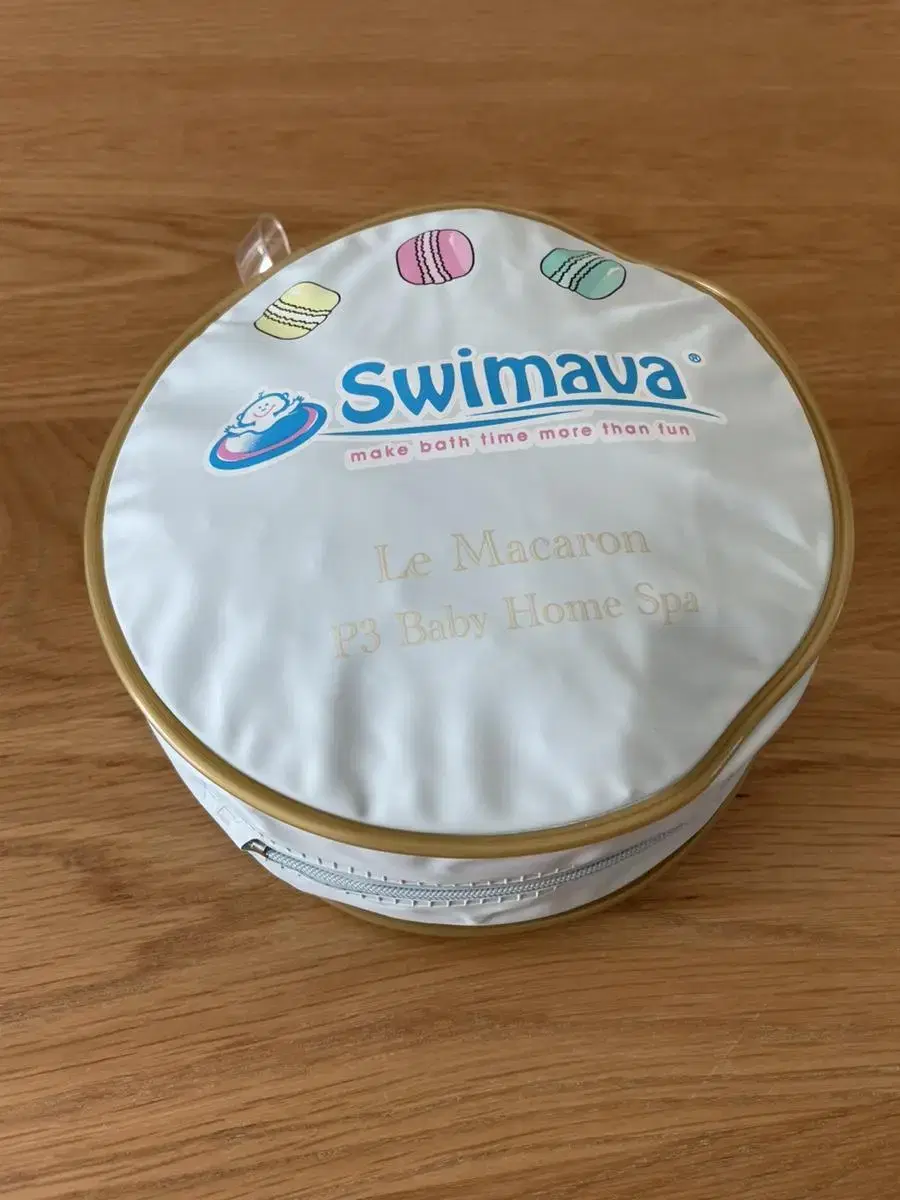 Swimava®
make bath time more than fun
Le Macaron
P3 Baby Home Spa